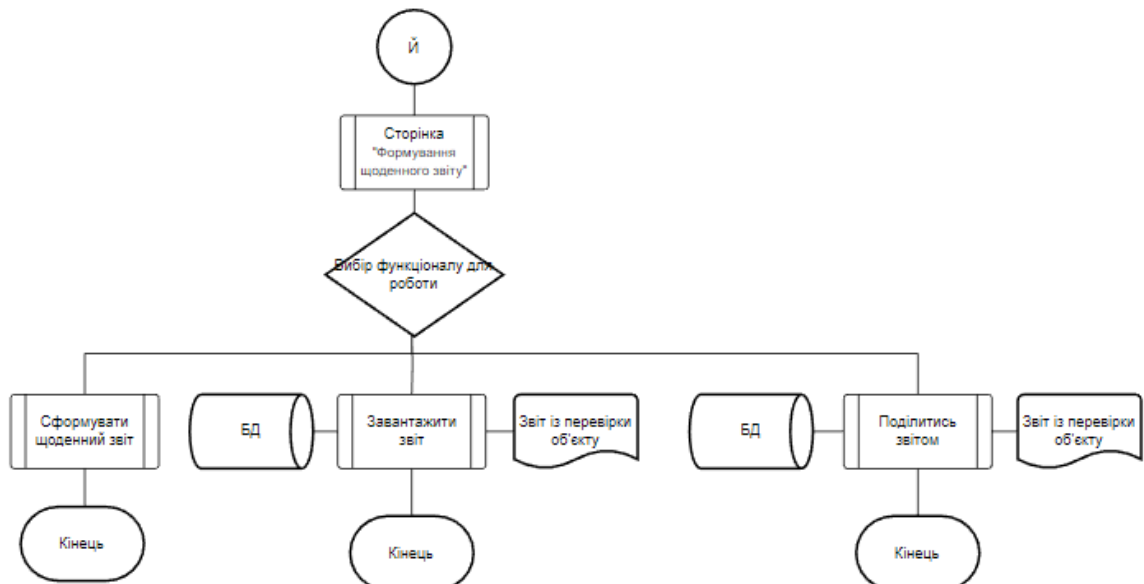 Й
Сторінка
"Формування
щоденного звіту"
Вибір функціоналу для
роботи
Сформувати
щоденний звіт
БД
Завантажити
звіт
Звіт із перевірки
об'єкту
БД
Поділитись
звітом
Звіт із перевірки
об'єкту
Кінець
Кінець
Кінець